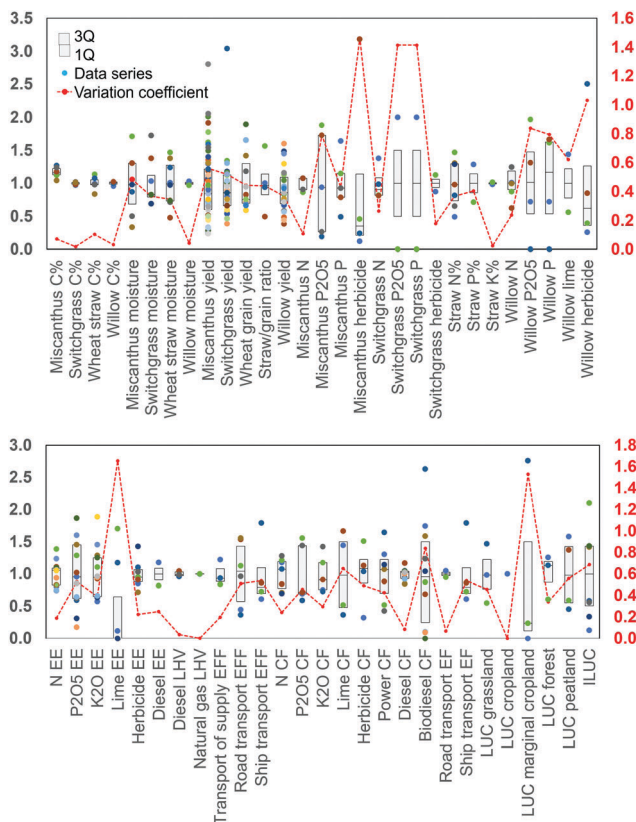 3.5
3.0
2.5
2.0
1.5
1.0
0.5
0.0
3Q
1Q
Data series
Variation coefficient
1.6
1.4
1.2
1.0
0.8
0.6
0.4
0.2
0.0
Miscanthus C%
Switchgrass C%
Wheat straw C%
Willow C%
Miscanthus moisture
Switchgrass moisture
Wheat straw moisture
Willow moisture
Miscanthus yield
Switchgrass yield
Wheat grain yield
Straw/grain ratio
Willow yield
Miscanthus N
Miscanthus P2O5
Miscanthus P
Miscanthus herbicide
Switchgrass N
Switchgrass P2O5
Switchgrass P
Switchgrass herbicide
Straw N%
Straw P%
Straw K%
Willow N
Willow P2O5
Willow P
Willow lime
Willow herbicide
3.0
2.5
2.0
1.5
1.0
0.5
0.0
1.8
1.6
1.4
1.2
1.0
0.8
0.6
0.4
0.2
0.0
N EE
P2O5 EE
K2O EE
Lime EE
Herbicide EE
Diesel EE
Diesel LHV
Natural gas LHV
Transport of supply EFF
Road transport EFF
Ship transport EFF
N CF
P2O5 CF
K2O CF
Lime CF
Herbicide CF
Power CF
Diesel CF
Biodiesel CF
Road transport EF
Ship transport EF
LUC grassland
LUC cropland
LUC marginal cropland
LUC forest
LUC peatland
ILUC